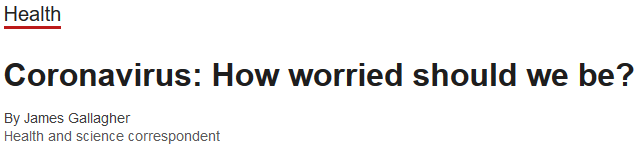 Health
Coronavirus: How worried should we be?
By James Gallagher
Health and science correspondent